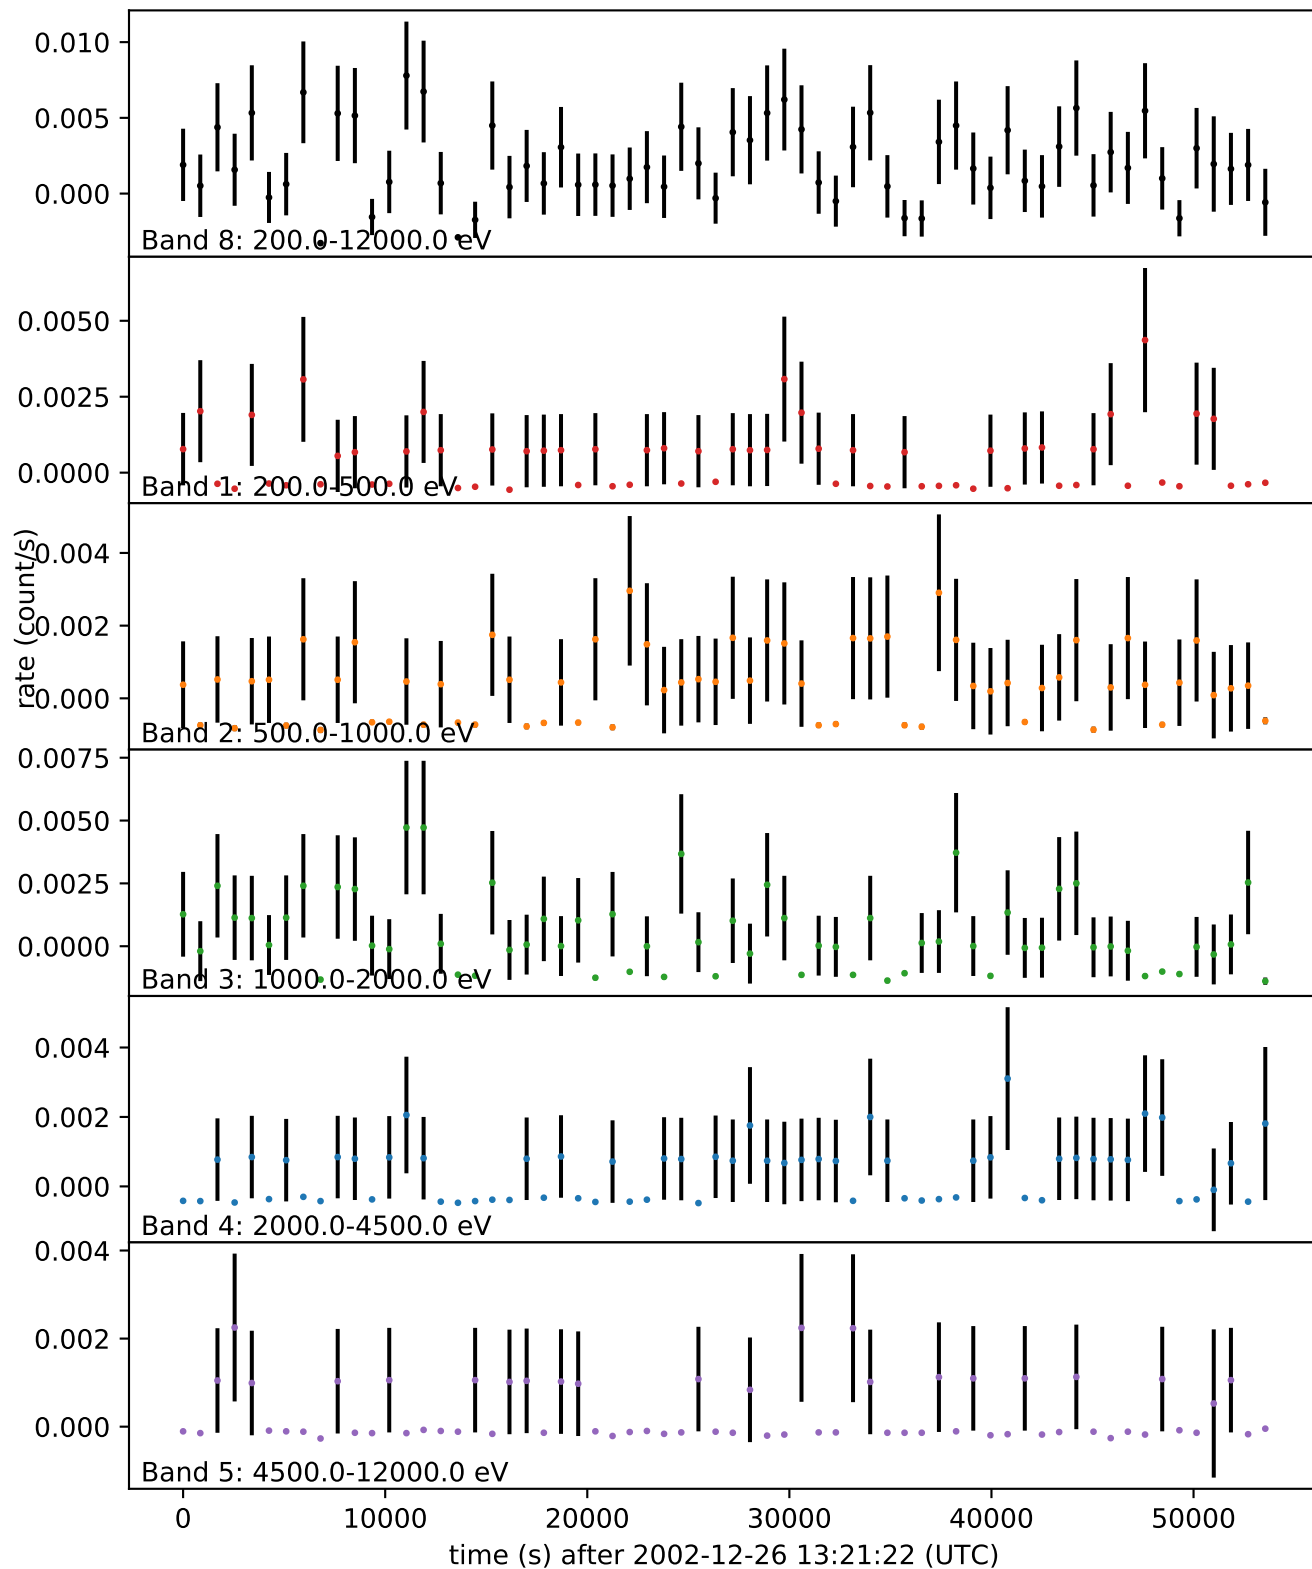 0.010
0.005
0.000
Band 8: 200.0-12000.0 eV
0.0050
0.0025
0.0000
Band 1: 200.0-500.0 eV
rate (count/s)
0.004
0.002
0.000
Band 2: 500.0-1000.0 eV
0.0075
0.0050
0.0025
0.0000
Band 3: 1000.0-2000.0 eV
0.004
0.002
0.000
Band 4: 2000.0-4500.0 eV
0.004
0.002
0.000
Band 5: 4500.0-12000.0 eV
0 10000 20000 30000 40000 50000
time (s) after 2002-12-26 13:21:22 (UTC)